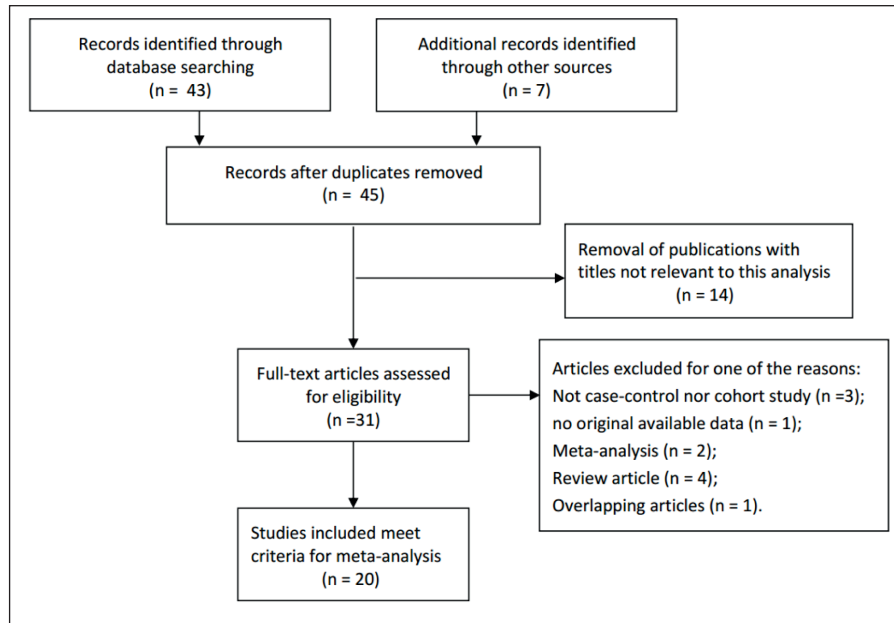 Records identified through
database searching
(n = 43)
Additional records identified
through other sources
(n = 7)
Records after duplicates removed
(n = 45)
Removal of publications with
titles not relevant to this analysis
(n = 14)
Full-text articles assessed
for eligibility
(n =31)
Articles excluded for one of the reasons:
Not case-control nor cohort study (n =3);
no original available data (n = 1);
Meta-analysis (n = 2);
Review article (n = 4);
Overlapping articles (n = 1).
Studies included meet
criteria for meta-analysis
(n = 20)